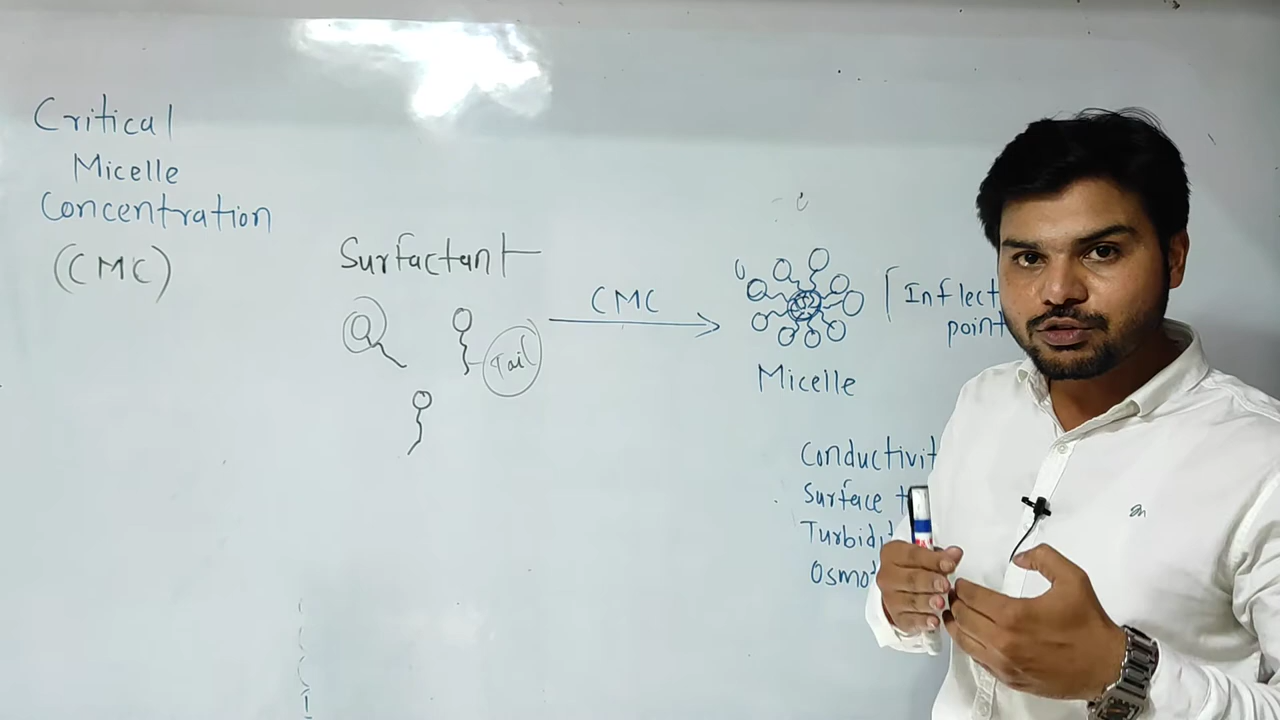 Critical
Micelle
Concentration
(CMC)
Surfactant
Tail
CMC
Micelle
[Inflect
point
Conductivit
Surface t
Turbidi
Osmo